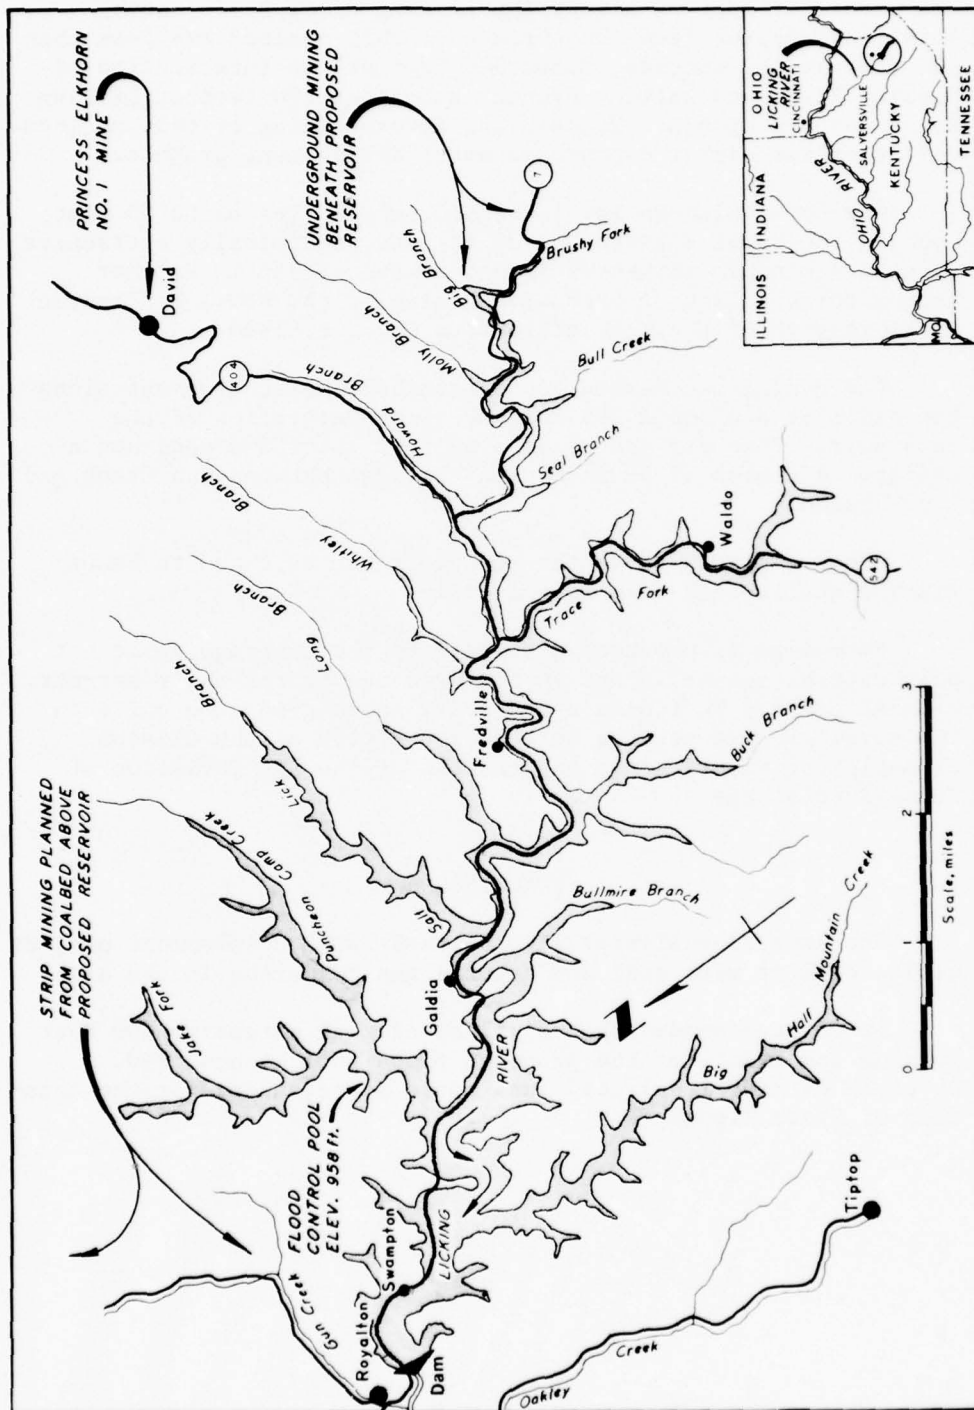 STRIP MINING PLANNED
FROM COALBED ABOVE
PROPOSED RESERVOIR
PRINCESS ELKHORN
NO. 1 MINE
UNDERGROUND MINING
BENEATH PROPOSED
RESERVOIR
David
404
7
Brushy Fork
Big Branch
Molly Branch
Howard Branch
Bull Creek
Seal Branch
Whitley Branch
Long Branch
Waldo
Trace Fork
542
Fredville
Buck Branch
Lick Branch
Salt
Puncheon Camp Creek
Jake Fork
Bullmire Branch
Galdia
FLOOD
CONTROL POOL
ELEV. 958 ft.
Gun Creek
Royalton
Swampton
Dam
LICKING RIVER
Big Half Mountain Creek
Tiptop
Oakley Creek
0 1 2 3
Scale, miles
ILLINOIS
INDIANA
OHIO
LICKING
RIVER
CINCINNATI
SALYERSVILLE
KENTUCKY
OHIO RIVER
MO
TENNESSEE